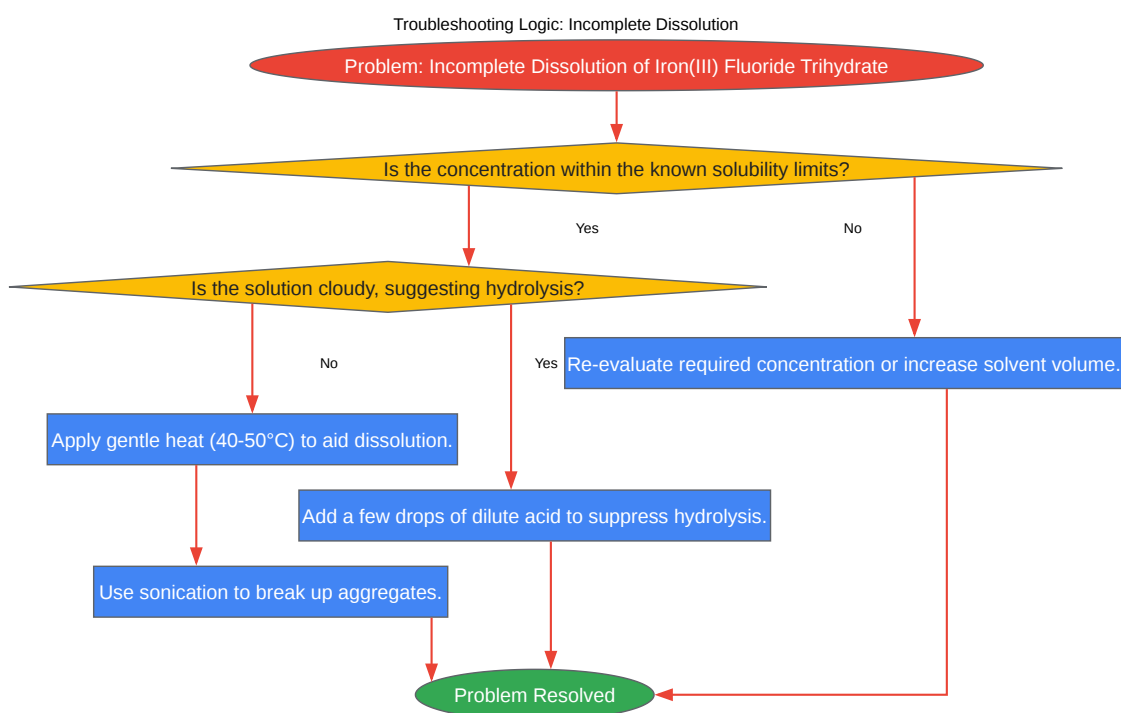 Troubleshooting Logic: Incomplete Dissolution
Problem: Incomplete Dissolution of Iron(III) Fluoride Trihydrate
Is the concentration within the known solubility limits?
Yes
No
Is the solution cloudy, suggesting hydrolysis?
No
Yes
Re-evaluate required concentration or increase solvent volume.
Apply gentle heat (40-50°C) to aid dissolution.
Add a few drops of dilute acid to suppress hydrolysis.
Use sonication to break up aggregates.
Problem Resolved